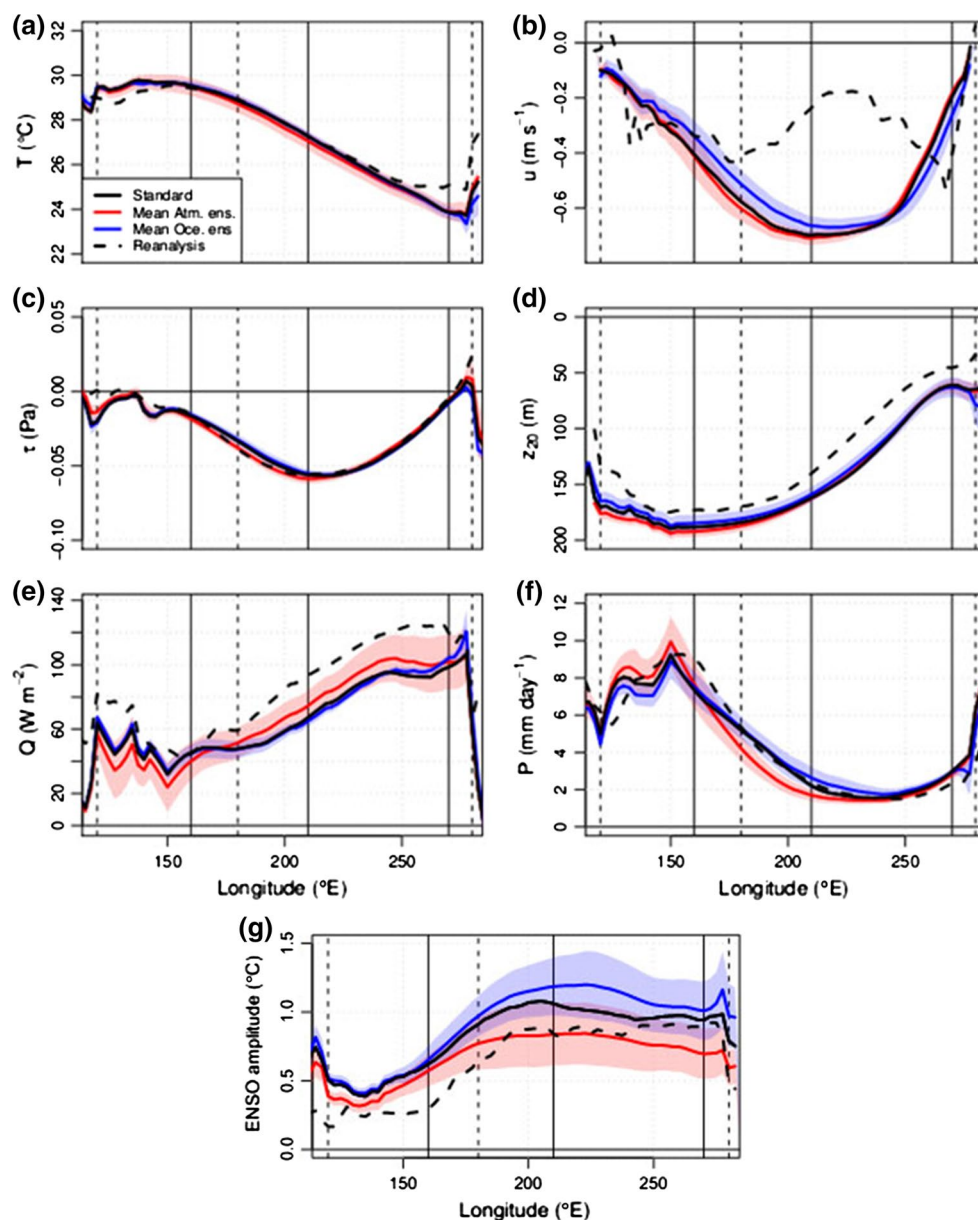 (a)
T (°C)
32
30
28
26
24
22
Standard
Mean Atm. ens.
Mean Oce. ens
Reanalysis
(b)
u (m s⁻¹)
0.0
−0.2
−0.4
−0.6
(c)
τ (Pa)
0.05
0.00
−0.05
−0.10
(d)
z₂₀ (m)
0
50
100
150
200
(e)
Q (W m⁻²)
140
100
60
20
0
150 200 250
Longitude (°E)
(f)
P (mm day⁻¹)
12
10
8
6
4
2
0
150 200 250
Longitude (°E)
(g)
ENSO amplitude (°C)
1.5
1.0
0.5
0.0
150 200 250
Longitude (°E)